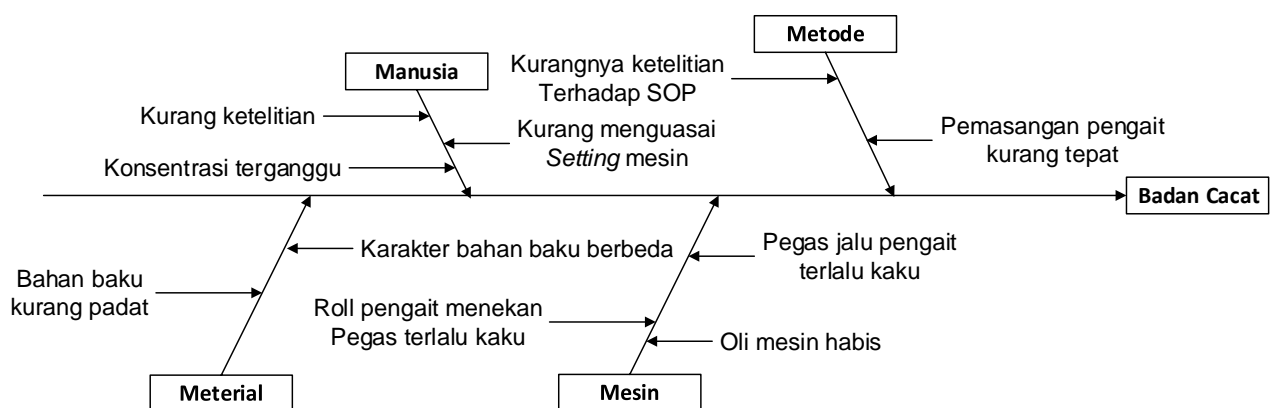 Metode
Manusia
Kurangnya ketelitian
Terhadap SOP
Kurang ketelitian
Kurang menguasai
Setting mesin
Pemasangan pengait
kurang tepat
Konsentrasi terganggu
Badan Cacat
Karakter bahan baku berbeda
Pegas jalu pengait
terlalu kaku
Bahan baku
kurang padat
Roll pengait menekan
Pegas terlalu kaku
Oli mesin habis
Meterial
Mesin